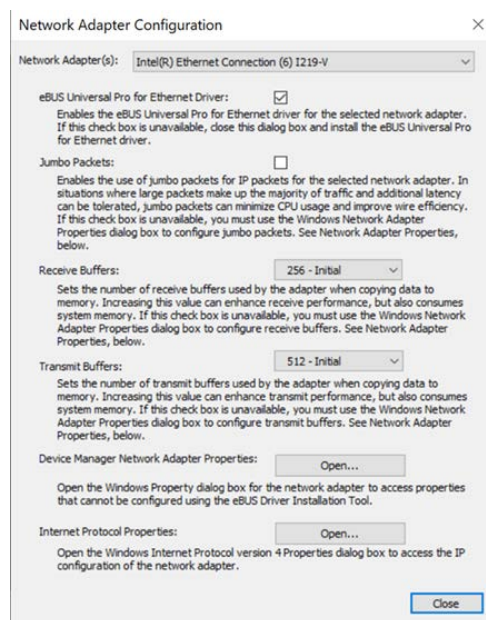 Network Adapter Configuration
Network Adapter(s): Intel(R) Ethernet Connection (6) I219-V
eBUS Universal Pro for Ethernet Driver:
Enables the eBUS Universal Pro for Ethernet driver for the selected network adapter.
If this check box is unavailable, close this dialog box and install the eBUS Universal Pro
for Ethernet driver.
Jumbo Packets:
Enables the use of jumbo packets for IP packets for the selected network adapter. In
situations where large packets make up the majority of traffic and additional latency
can be tolerated, jumbo packets can minimize CPU usage and improve wire efficiency.
If this check box is unavailable, you must use the Windows Network Adapter
Properties dialog box to configure jumbo packets. See Network Adapter Properties,
below.
Receive Buffers: 256 - Initial
Sets the number of receive buffers used by the adapter when copying data to
memory. Increasing this value can enhance receive performance, but also consumes
system memory. If this check box is unavailable, you must use the Windows Network
Adapter Properties dialog box to configure receive buffers. See Network Adapter
Properties, below.
Transmit Buffers: 512 - Initial
Sets the number of transmit buffers used by the adapter when copying data to
memory. Increasing this value can enhance transmit performance, but also consumes
system memory. If this check box is unavailable, you must use the Windows Network
Adapter Properties dialog box to configure transmit buffers. See Network Adapter
Properties, below.
Device Manager Network Adapter Properties: Open...
Open the Windows Property dialog box for the network adapter to access properties
that cannot be configured using the eBUS Driver Installation Tool.
Internet Protocol Properties: Open...
Open the Windows Internet Protocol version 4 Properties dialog box to access the IP
configuration of the network adapter.
Close